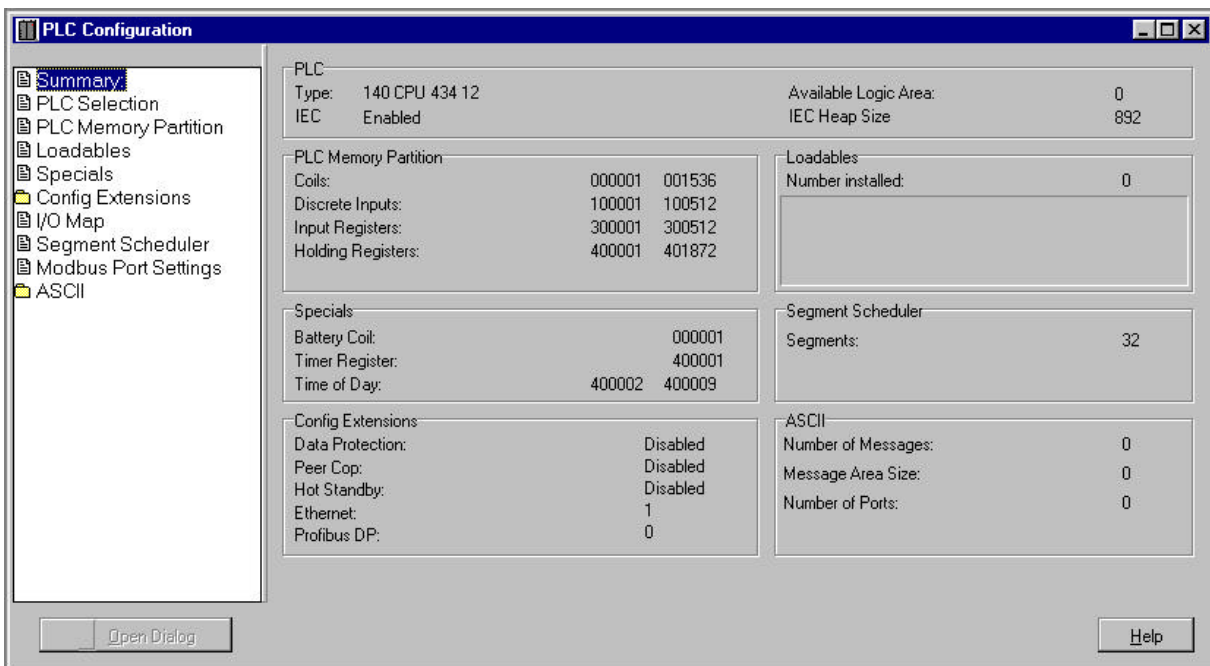 PLC Configuration
Summary:
PLC Selection
PLC Memory Partition
Loadables
Specials
Config Extensions
I/O Map
Segment Scheduler
Modbus Port Settings
ASCII
PLC
Type: 140 CPU 434 12 Available Logic Area: 0
IEC Enabled IEC Heap Size 892
PLC Memory Partition
Coils: 000001 001536
Discrete Inputs: 100001 100512
Input Registers: 300001 300512
Holding Registers: 400001 401872
Loadables
Number installed: 0
Specials
Battery Coil: 000001
Timer Register: 400001
Time of Day: 400002 400009
Segment Scheduler
Segments: 32
Config Extensions
Data Protection: Disabled
Peer Cop: Disabled
Hot Standby: Disabled
Ethernet: 1
Profibus DP: 0
ASCII
Number of Messages: 0
Message Area Size: 0
Number of Ports: 0
Open Dialog
Help